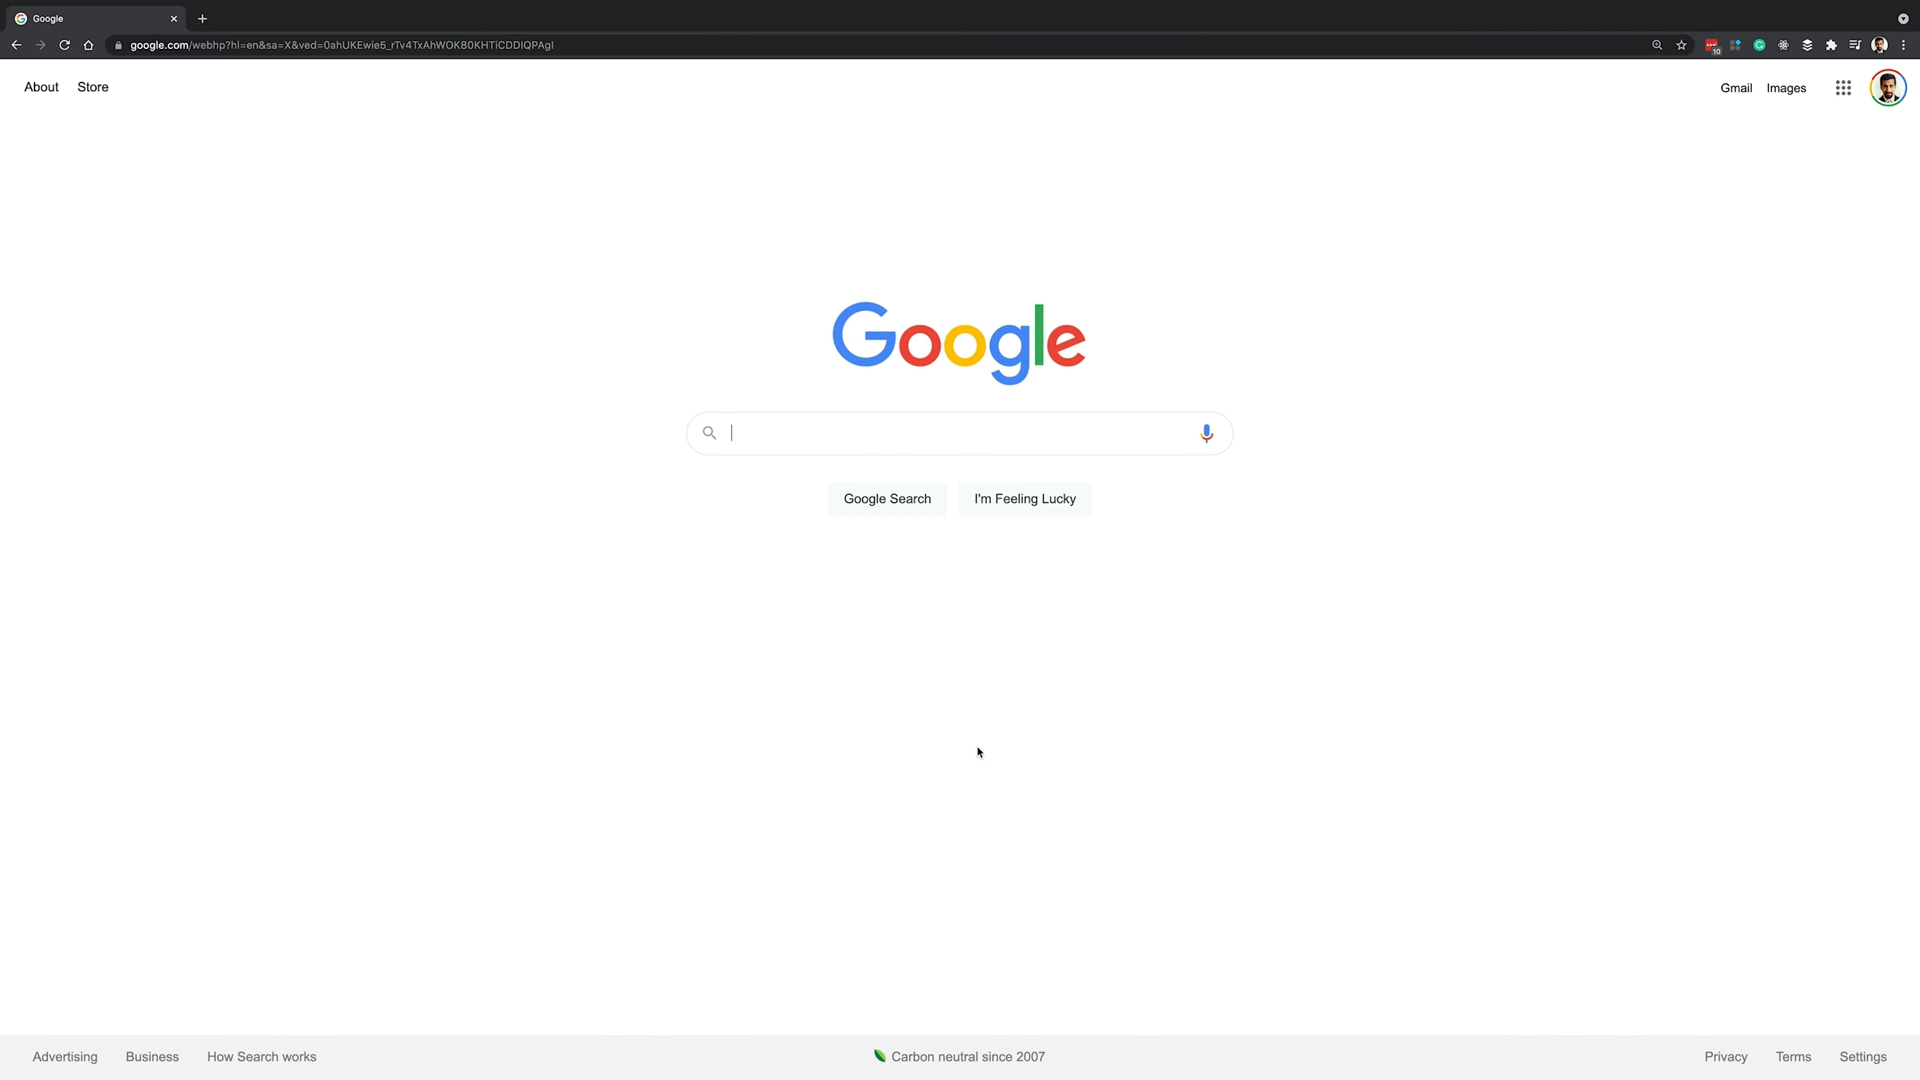 Google
google.com/webhp?hl=en&sa=X&ved=0ahUKEwie5_rTv4TxAhWOK80KHTiCDDIQPAgI
10
About Store
Gmail Images
Google
Google Search I'm Feeling Lucky
Advertising Business How Search works
Carbon neutral since 2007
Privacy Terms Settings